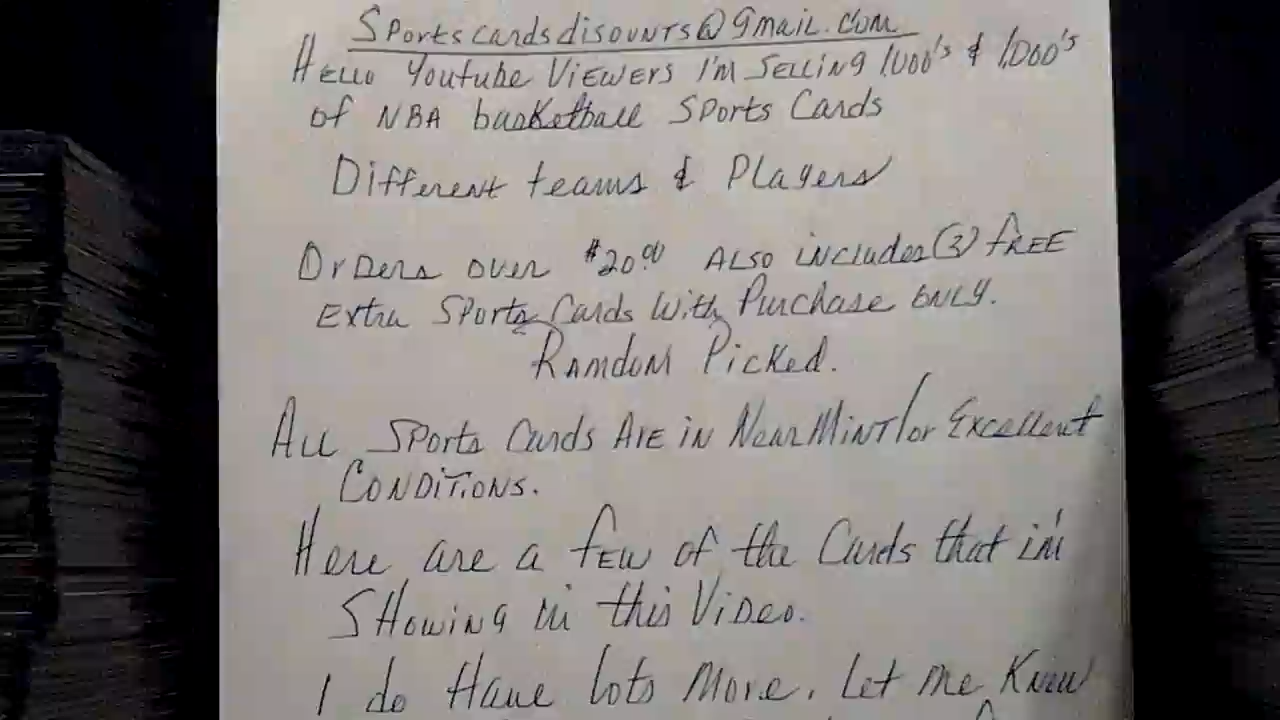 Sportscardsdisounts@gmail.com
Hello Youtube Viewers I'm Selling 1000's & 1,000's
of NBA basketball Sports Cards
Different teams & Players
Orders over $20.00 Also includes (3) FREE
Extra Sports Cards With Purchase ONLY.
Ramdom Picked.
All Sports Cards Are in Near Mint/or Excellent
Conditions.
Here are a few of the Cards that i'm
Showing in this Video.
I do Have lots More. Let me Know